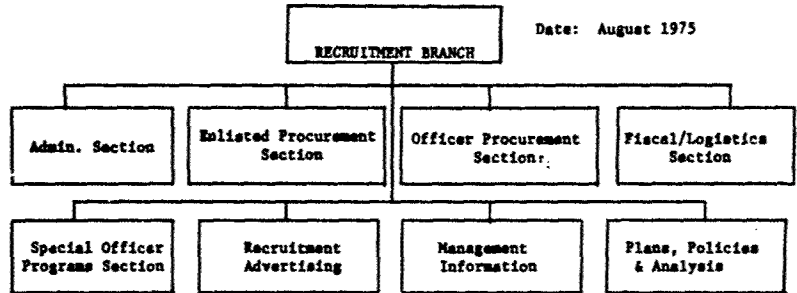 Date: August 1975
RECRUITMENT BRANCH
Admin. Section
Enlisted Procurement
Section
Officer Procurement
Section:
Fiscal/Logistics
Section
Special Officer
Programs Section
Recruitment
Advertising
Management
Information
Plans, Policies
& Analysis